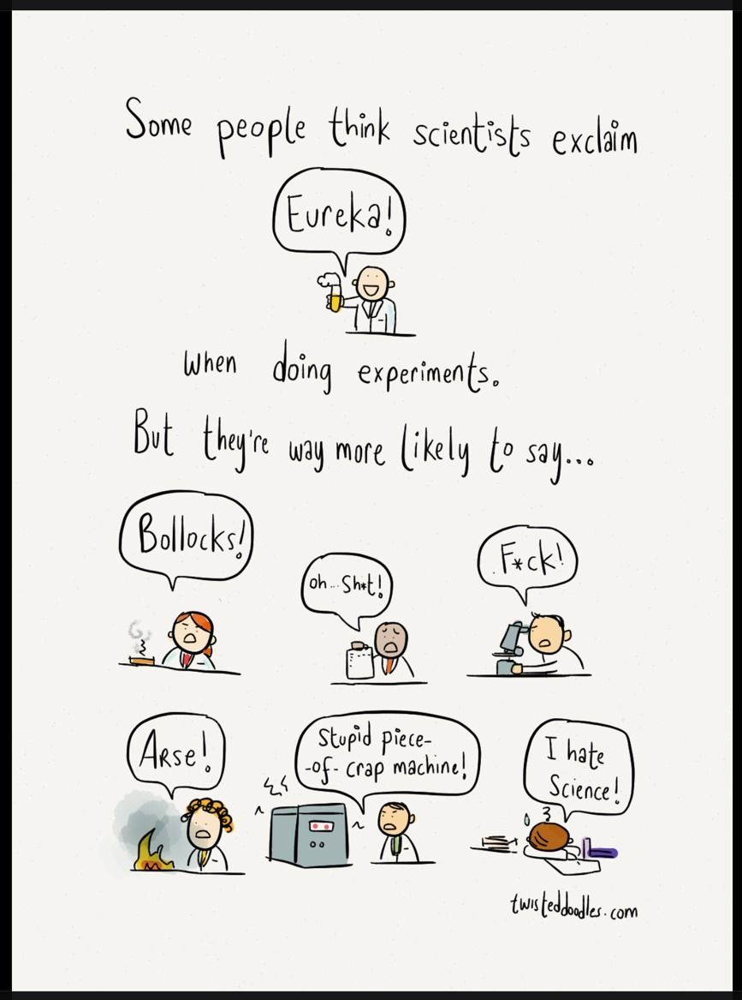 Some people think scientists exclaim
Eureka!
when doing experiments.
But they're way more likely to say...
Bollocks!
oh... Sh*t!
F*ck!
Arse!
Stupid piece-
-of- crap machine!
I hate
Science!
twisteddoodles.com